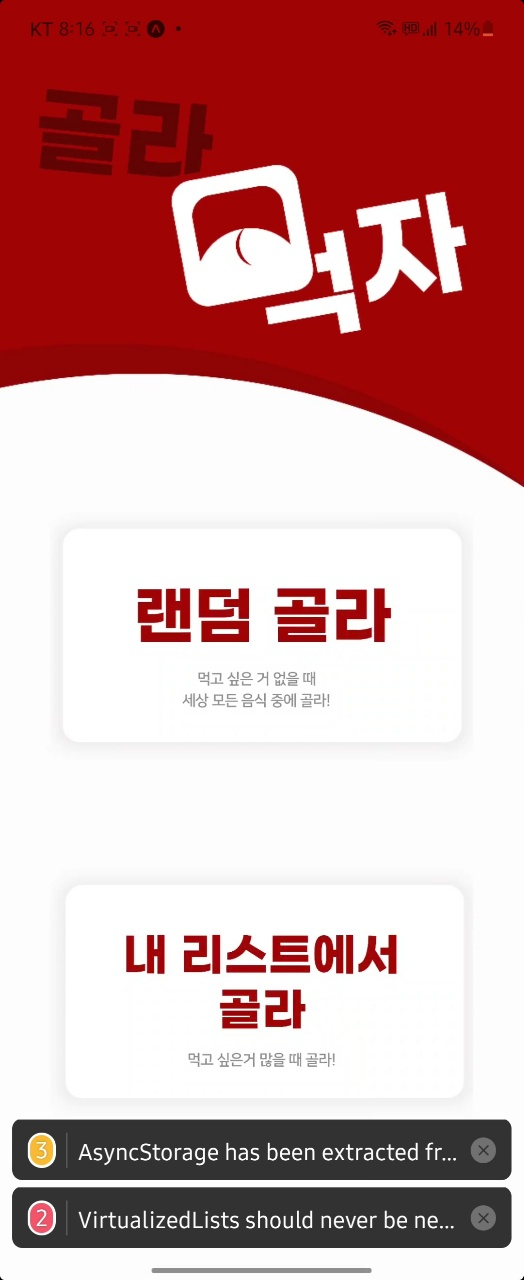 KT 8:16
14%
골라
먹자
랜덤 골라
먹고 싶은 거 없을 때
세상 모든 음식 중에 골라!
내 리스트에서
골라
먹고 싶은거 많을 때 골라!
3 AsyncStorage has been extracted fr...
2 VirtualizedLists should never be ne...